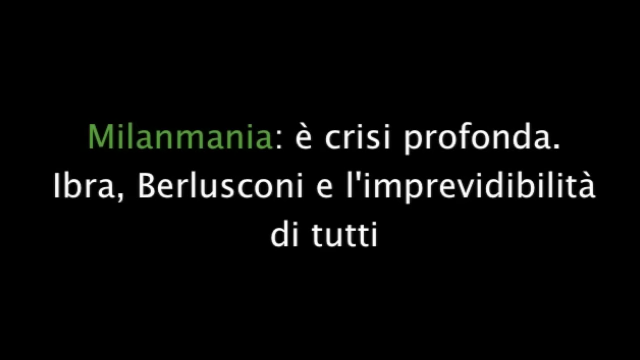 Milanmania: è crisi profonda.
Ibra, Berlusconi e l'imprevidibilità
di tutti